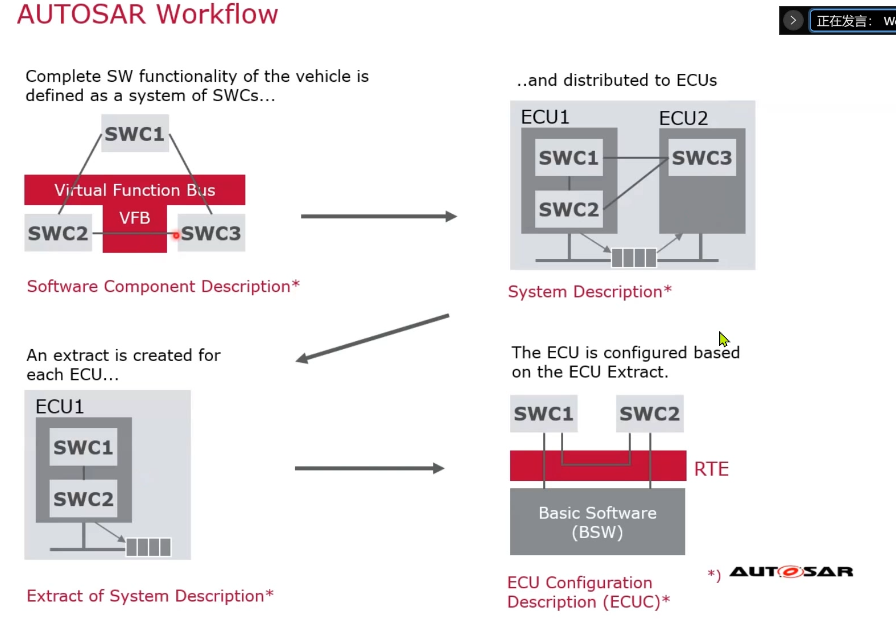 AUTOSAR Workflow
正在发言：
Complete SW functionality of the vehicle is
defined as a system of SWCs...
SWC1
Virtual Function Bus
VFB
SWC2
SWC3
Software Component Description*
..and distributed to ECUs
ECU1
ECU2
SWC1
SWC3
SWC2
System Description*
An extract is created for
each ECU...
ECU1
SWC1
SWC2
Extract of System Description*
The ECU is configured based
on the ECU Extract.
SWC1
SWC2
RTE
Basic Software
(BSW)
ECU Configuration
Description (ECUC)*
*) AUTOSAR